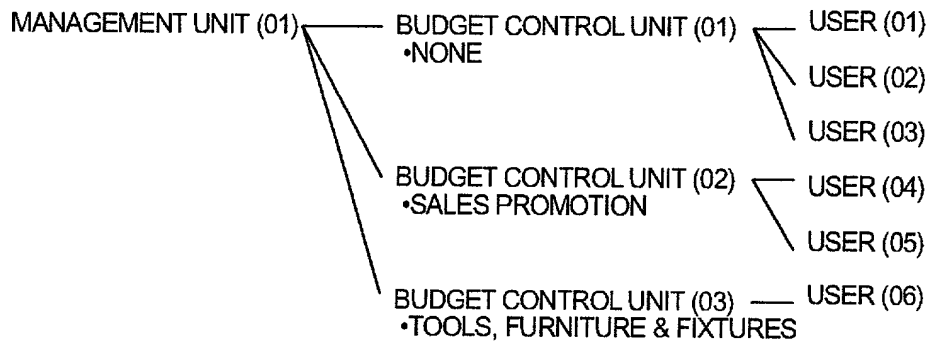 MANAGEMENT UNIT (01)
BUDGET CONTROL UNIT (01)
•NONE
USER (01)
USER (02)
USER (03)
BUDGET CONTROL UNIT (02)
•SALES PROMOTION
USER (04)
USER (05)
BUDGET CONTROL UNIT (03)
•TOOLS, FURNITURE & FIXTURES
USER (06)